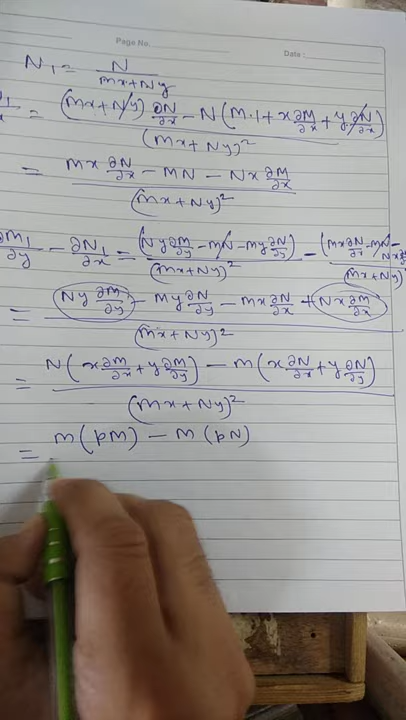 Page No.
Date :
N₁ = N / (mx+Ny)
= ((mx+Ny) ∂N/∂x − N(m·1 + x ∂m/∂x + y ∂N/∂x)) / (mx+Ny)²
= (mx ∂N/∂x − mN − Nx ∂m/∂x) / (mx+Ny)²
∂m₁/∂y − ∂N₁/∂x = (Ny ∂m/∂y − mN − my ∂N/∂y) / (mx+Ny)² − (mx ∂N/∂x − mN − Nx ∂m/∂x) / (mx+Ny)²
= (Ny ∂m/∂y − my ∂N/∂y − mx ∂N/∂x + Nx ∂m/∂x) / (mx+Ny)²
= (N(x ∂m/∂x + y ∂m/∂y) − m(x ∂N/∂x + y ∂N/∂y)) / (mx+Ny)²
= m(pm) − m(pN)